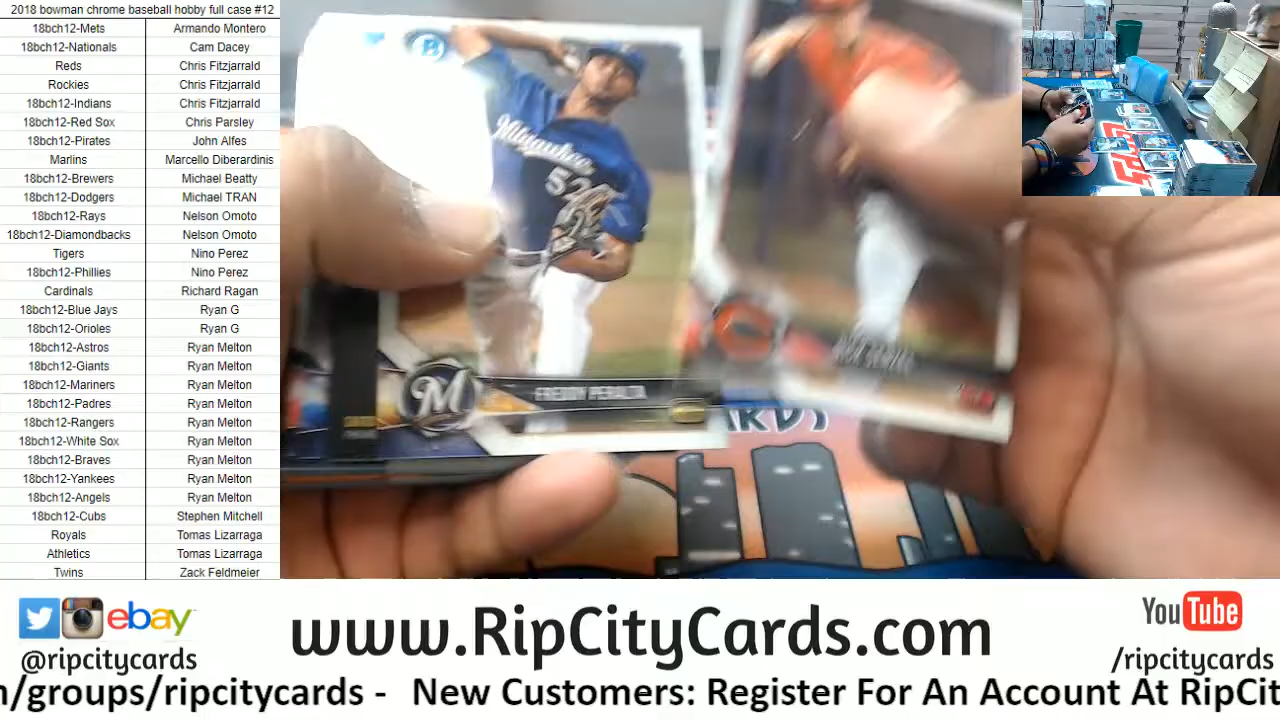 2018 bowman chrome baseball hobby full case #12
18bch12-Mets Armando Montero
18bch12-Nationals Cam Dacey
Reds Chris Fitzjarrald
Rockies Chris Fitzjarrald
18bch12-Indians Chris Fitzjarrald
18bch12-Red Sox Chris Parsley
18bch12-Pirates John Alfes
Marlins Marcello Diberardinis
18bch12-Brewers Michael Beatty
18bch12-Dodgers Michael TRAN
18bch12-Rays Nelson Omoto
18bch12-Diamondbacks Nelson Omoto
Tigers Nino Perez
18bch12-Phillies Nino Perez
Cardinals Richard Ragan
18bch12-Blue Jays Ryan G
18bch12-Orioles Ryan G
18bch12-Astros Ryan Melton
18bch12-Giants Ryan Melton
18bch12-Mariners Ryan Melton
18bch12-Padres Ryan Melton
18bch12-Rangers Ryan Melton
18bch12-White Sox Ryan Melton
18bch12-Braves Ryan Melton
18bch12-Yankees Ryan Melton
18bch12-Angels Ryan Melton
18bch12-Cubs Stephen Mitchell
Royals Tomas Lizarraga
Athletics Tomas Lizarraga
Twins Zack Feldmeier
B
Milwaukee
52
M
FREDDY PERALTA
C
CARDS
ebay
@ripcitycards
www.RipCityCards.com
YouTube
/ripcitycards
n/groups/ripcitycards - New Customers: Register For An Account At RipCit